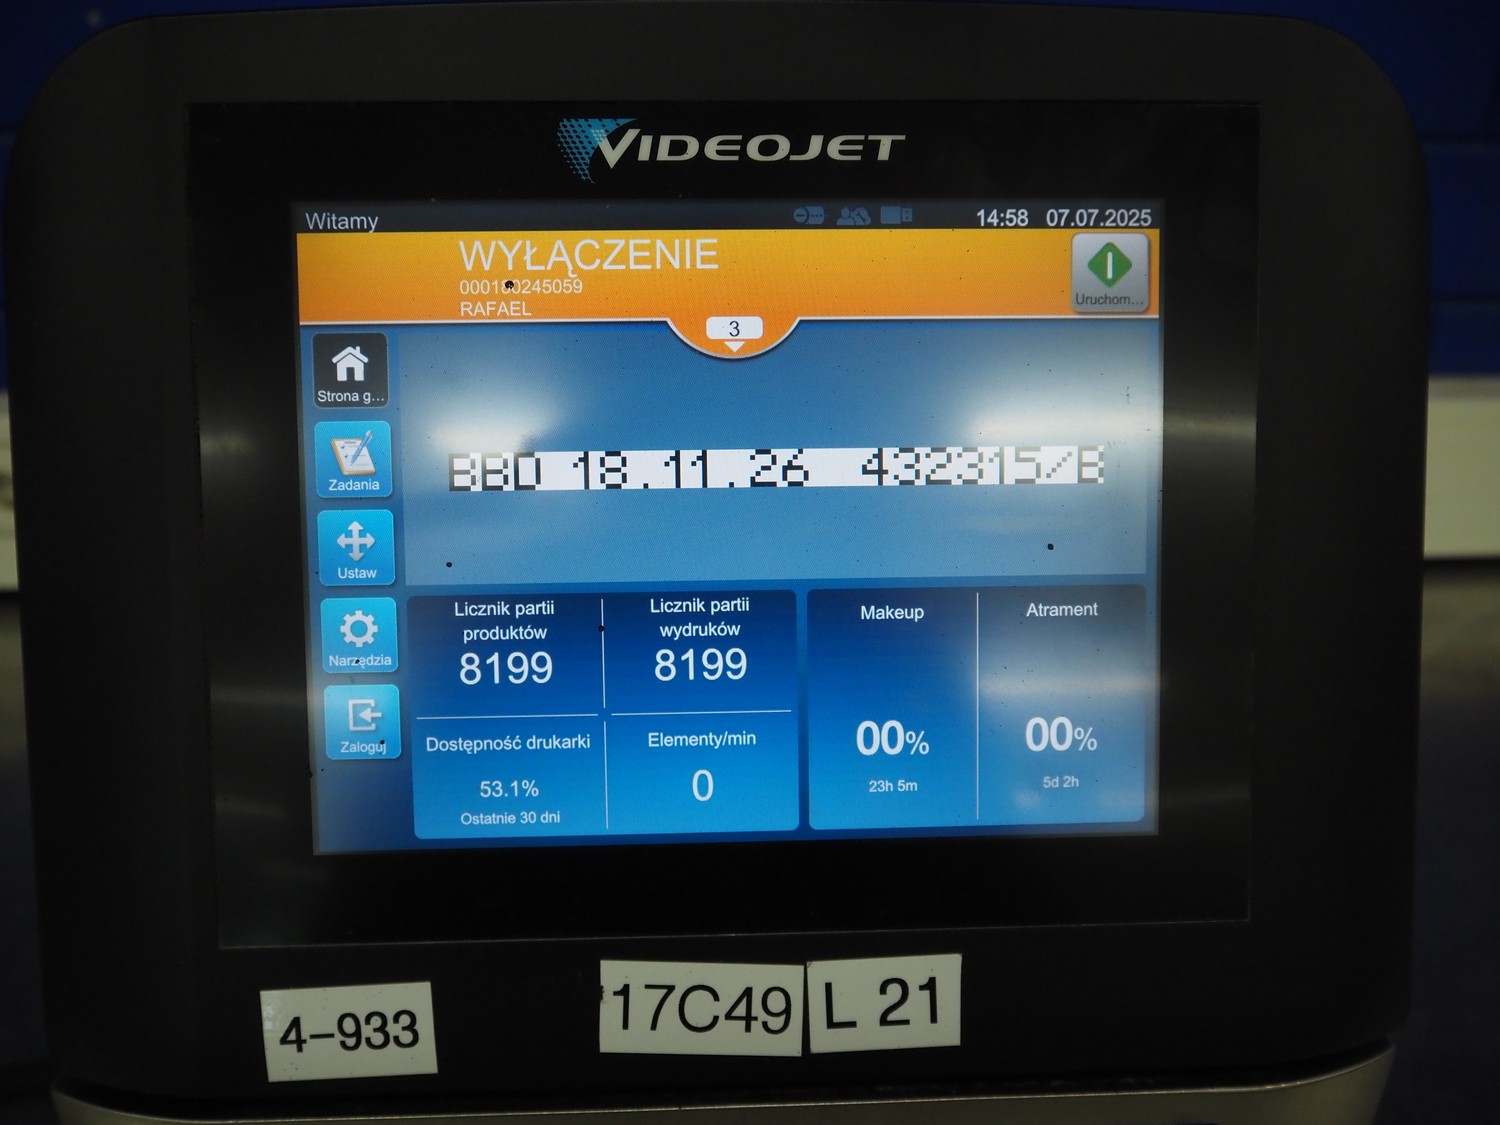 VIDEOJET
Witamy
14:58 07.07.2025
WYŁĄCZENIE
000180245059
RAFAEL
Uruchom...
3
Strona g...
Zadania
Ustaw
Narzędzia
Zaloguj
BBD 18.11.26 432315/B
Licznik partii
produktów
8199
Licznik partii
wydruków
8199
Dostępność drukarki
53.1%
Ostatnie 30 dni
Elementy/min
0
Makeup
00%
23h 5m
Atrament
00%
5d 2h
4-933
17C49
L 21